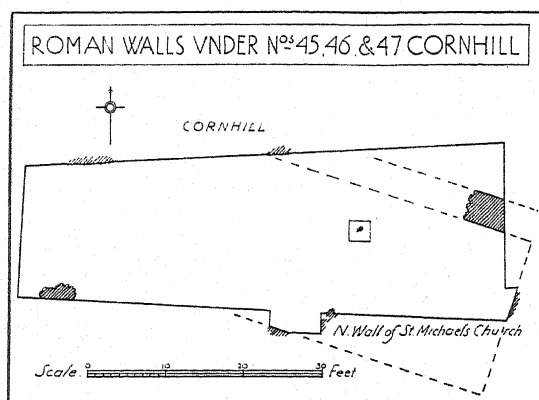 ROMAN WALLS VNDER Nos 45, 46, & 47 CORNHILL
CORNHILL
N. Wall of St. Michaels Church
Scale. 0 10 20 30 Feet